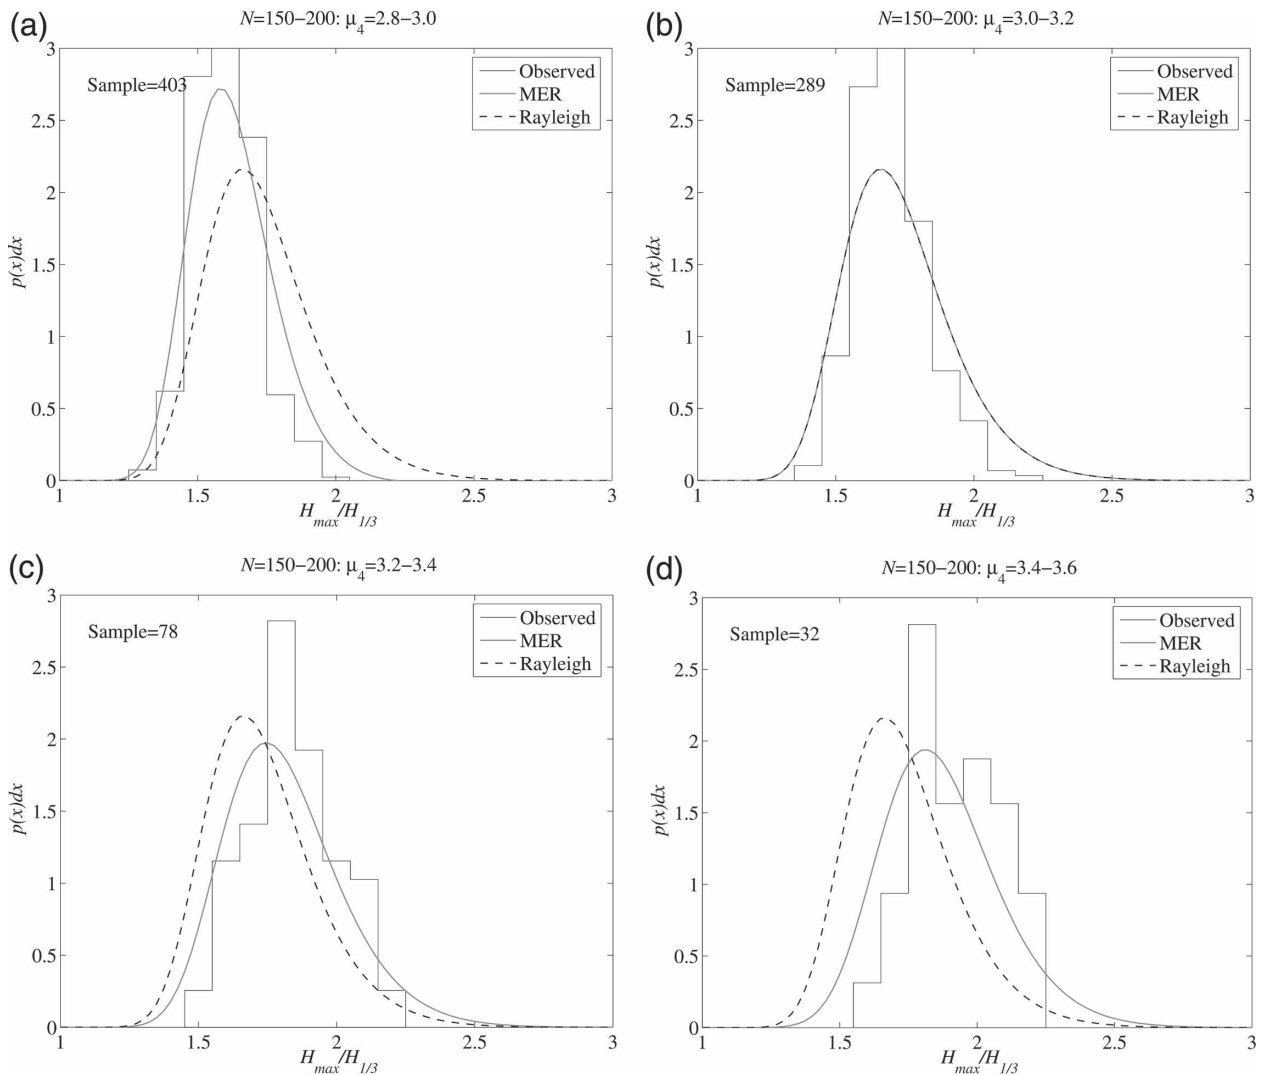 (a)
N=150−200: μ4=2.8−3.0
Sample=403
Observed
MER
Rayleigh
3
2.5
2
1.5
1
0.5
0
p(x)dx
1
1.5
2
2.5
3
Hmax/H1/3
(b)
N=150−200: μ4=3.0−3.2
Sample=289
Observed
MER
Rayleigh
3
2.5
2
1.5
1
0.5
0
p(x)dx
1
1.5
2
2.5
3
Hmax/H1/3
(c)
N=150−200: μ4=3.2−3.4
Sample=78
Observed
MER
Rayleigh
3
2.5
2
1.5
1
0.5
0
p(x)dx
1
1.5
2
2.5
3
Hmax/H1/3
(d)
N=150−200: μ4=3.4−3.6
Sample=32
Observed
MER
Rayleigh
3
2.5
2
1.5
1
0.5
0
p(x)dx
1
1.5
2
2.5
3
Hmax/H1/3